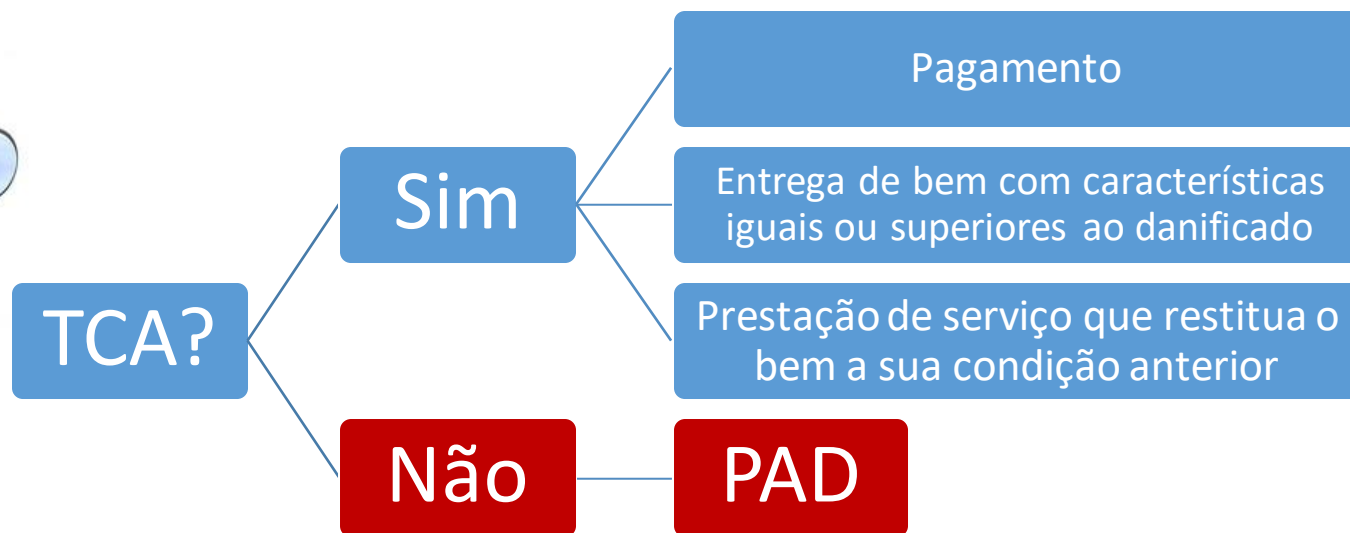 TCA?
Sim
Pagamento
Entrega de bem com características
iguais ou superiores ao danificado
Prestação de serviço que restitua o
bem a sua condição anterior
Não
PAD